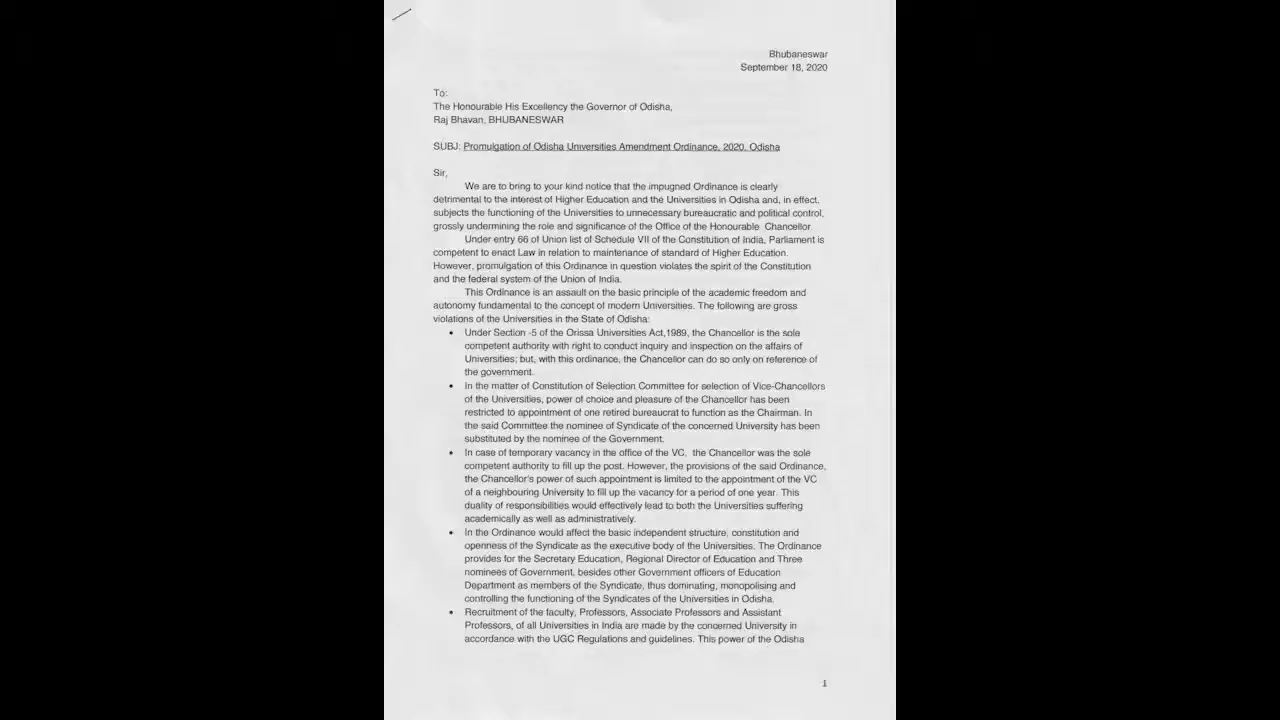 Bhubaneswar
September 18, 2020
To:
The Honourable His Excellency the Governor of Odisha,
Raj Bhavan, BHUBANESWAR
SUBJ: Promulgation of Odisha Universities Amendment Ordinance, 2020, Odisha
Sir,
We are to bring to your kind notice that the impugned Ordinance is clearly
detrimental to the interest of Higher Education and the Universities in Odisha and, in effect,
subjects the functioning of the Universities to unnecessary bureaucratic and political control,
grossly undermining the role and significance of the Office of the Honourable Chancellor.
Under entry 66 of Union list of Schedule VII of the Constitution of India, Parliament is
competent to enact Law in relation to maintenance of standard of Higher Education.
However, promulgation of this Ordinance in question violates the spirit of the Constitution
and the federal system of the Union of India.
This Ordinance is an assault on the basic principle of the academic freedom and
autonomy fundamental to the concept of modern Universities. The following are gross
violations of the Universities in the State of Odisha:
• Under Section -5 of the Orissa Universities Act,1989, the Chancellor is the sole
competent authority with right to conduct inquiry and inspection on the affairs of
Universities; but, with this ordinance, the Chancellor can do so only on reference of
the government.
• In the matter of Constitution of Selection Committee for selection of Vice-Chancellors
of the Universities, power of choice and pleasure of the Chancellor has been
restricted to appointment of one retired bureaucrat to function as the Chairman. In
the said Committee the nominee of Syndicate of the concerned University has been
substituted by the nominee of the Government.
• In case of temporary vacancy in the office of the VC, the Chancellor was the sole
competent authority to fill up the post. However, the provisions of the said Ordinance,
the Chancellor's power of such appointment is limited to the appointment of the VC
of a neighbouring University to fill up the vacancy for a period of one year. This
duality of responsibilities would effectively lead to both the Universities suffering
academically as well as administratively.
• In the Ordinance would affect the basic independent structure, constitution and
openness of the Syndicate as the executive body of the Universities. The Ordinance
provides for the Secretary Education, Regional Director of Education and Three
nominees of Government, besides other Government officers of Education
Department as members of the Syndicate, thus dominating, monopolising and
controlling the functioning of the Syndicates of the Universities in Odisha.
• Recruitment of the faculty, Professors, Associate Professors and Assistant
Professors, of all Universities in India are made by the concerned University in
accordance with the UGC Regulations and guidelines. This power of the Odisha
1